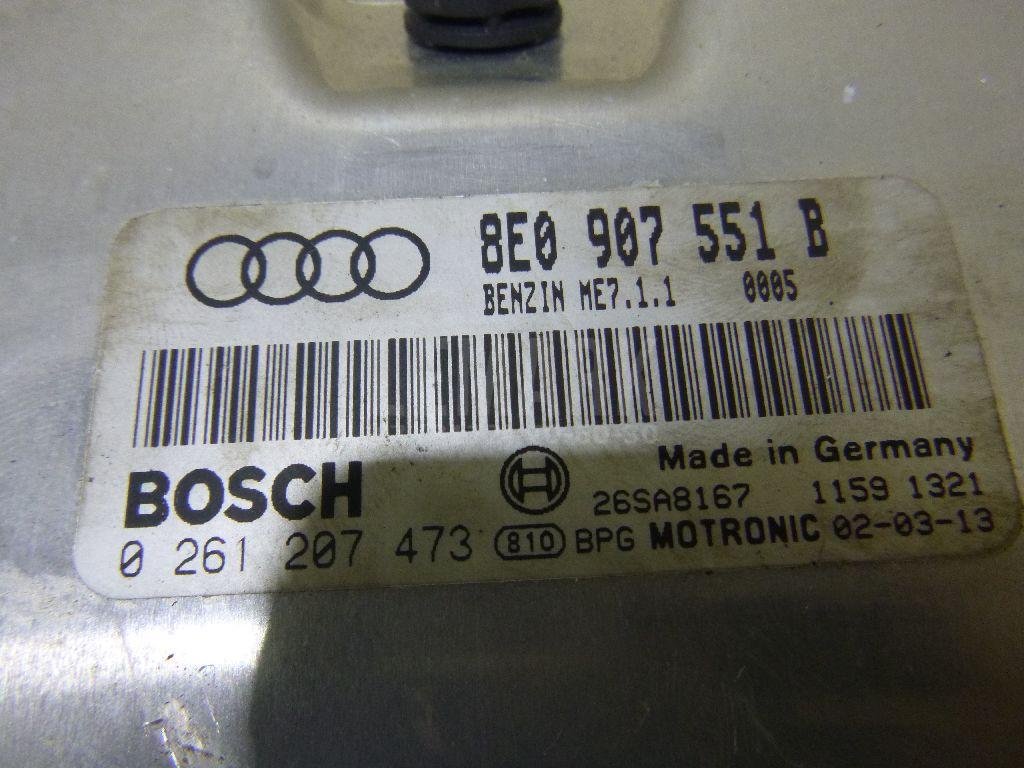 8E0 907 551 B
BENZIN ME7.1.1 0005
Made in Germany
BOSCH 26SA8167 1159 1321
0 261 207 473 810 BPG MOTRONIC 02-03-13